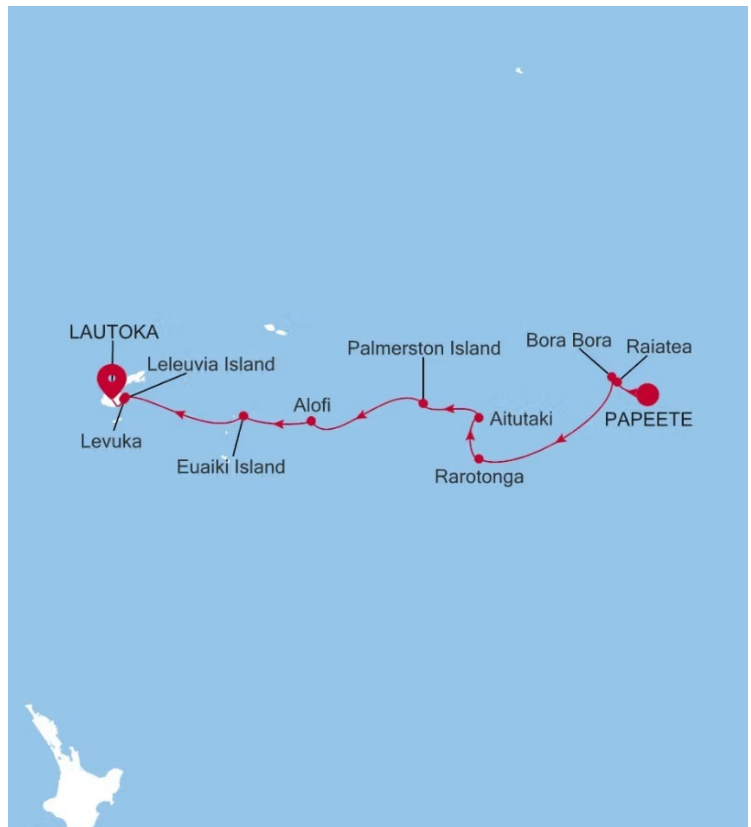 LAUTOKA
Leleuvia Island
Levuka
Euaiki Island
Alofi
Palmerston Island
Aitutaki
Rarotonga
Bora Bora
Raiatea
PAPEETE